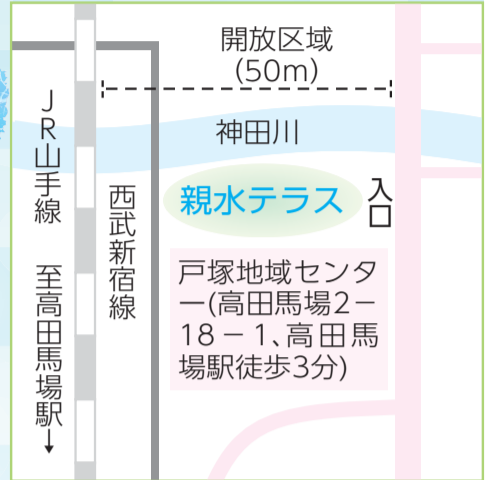 開放区域
(50m)
神田川
JR山手線 至高田馬場駅↓
西武新宿線
親水テラス
入口
戸塚地域センタ
ー(高田馬場2－
18－1、高田馬
場駅徒歩3分)